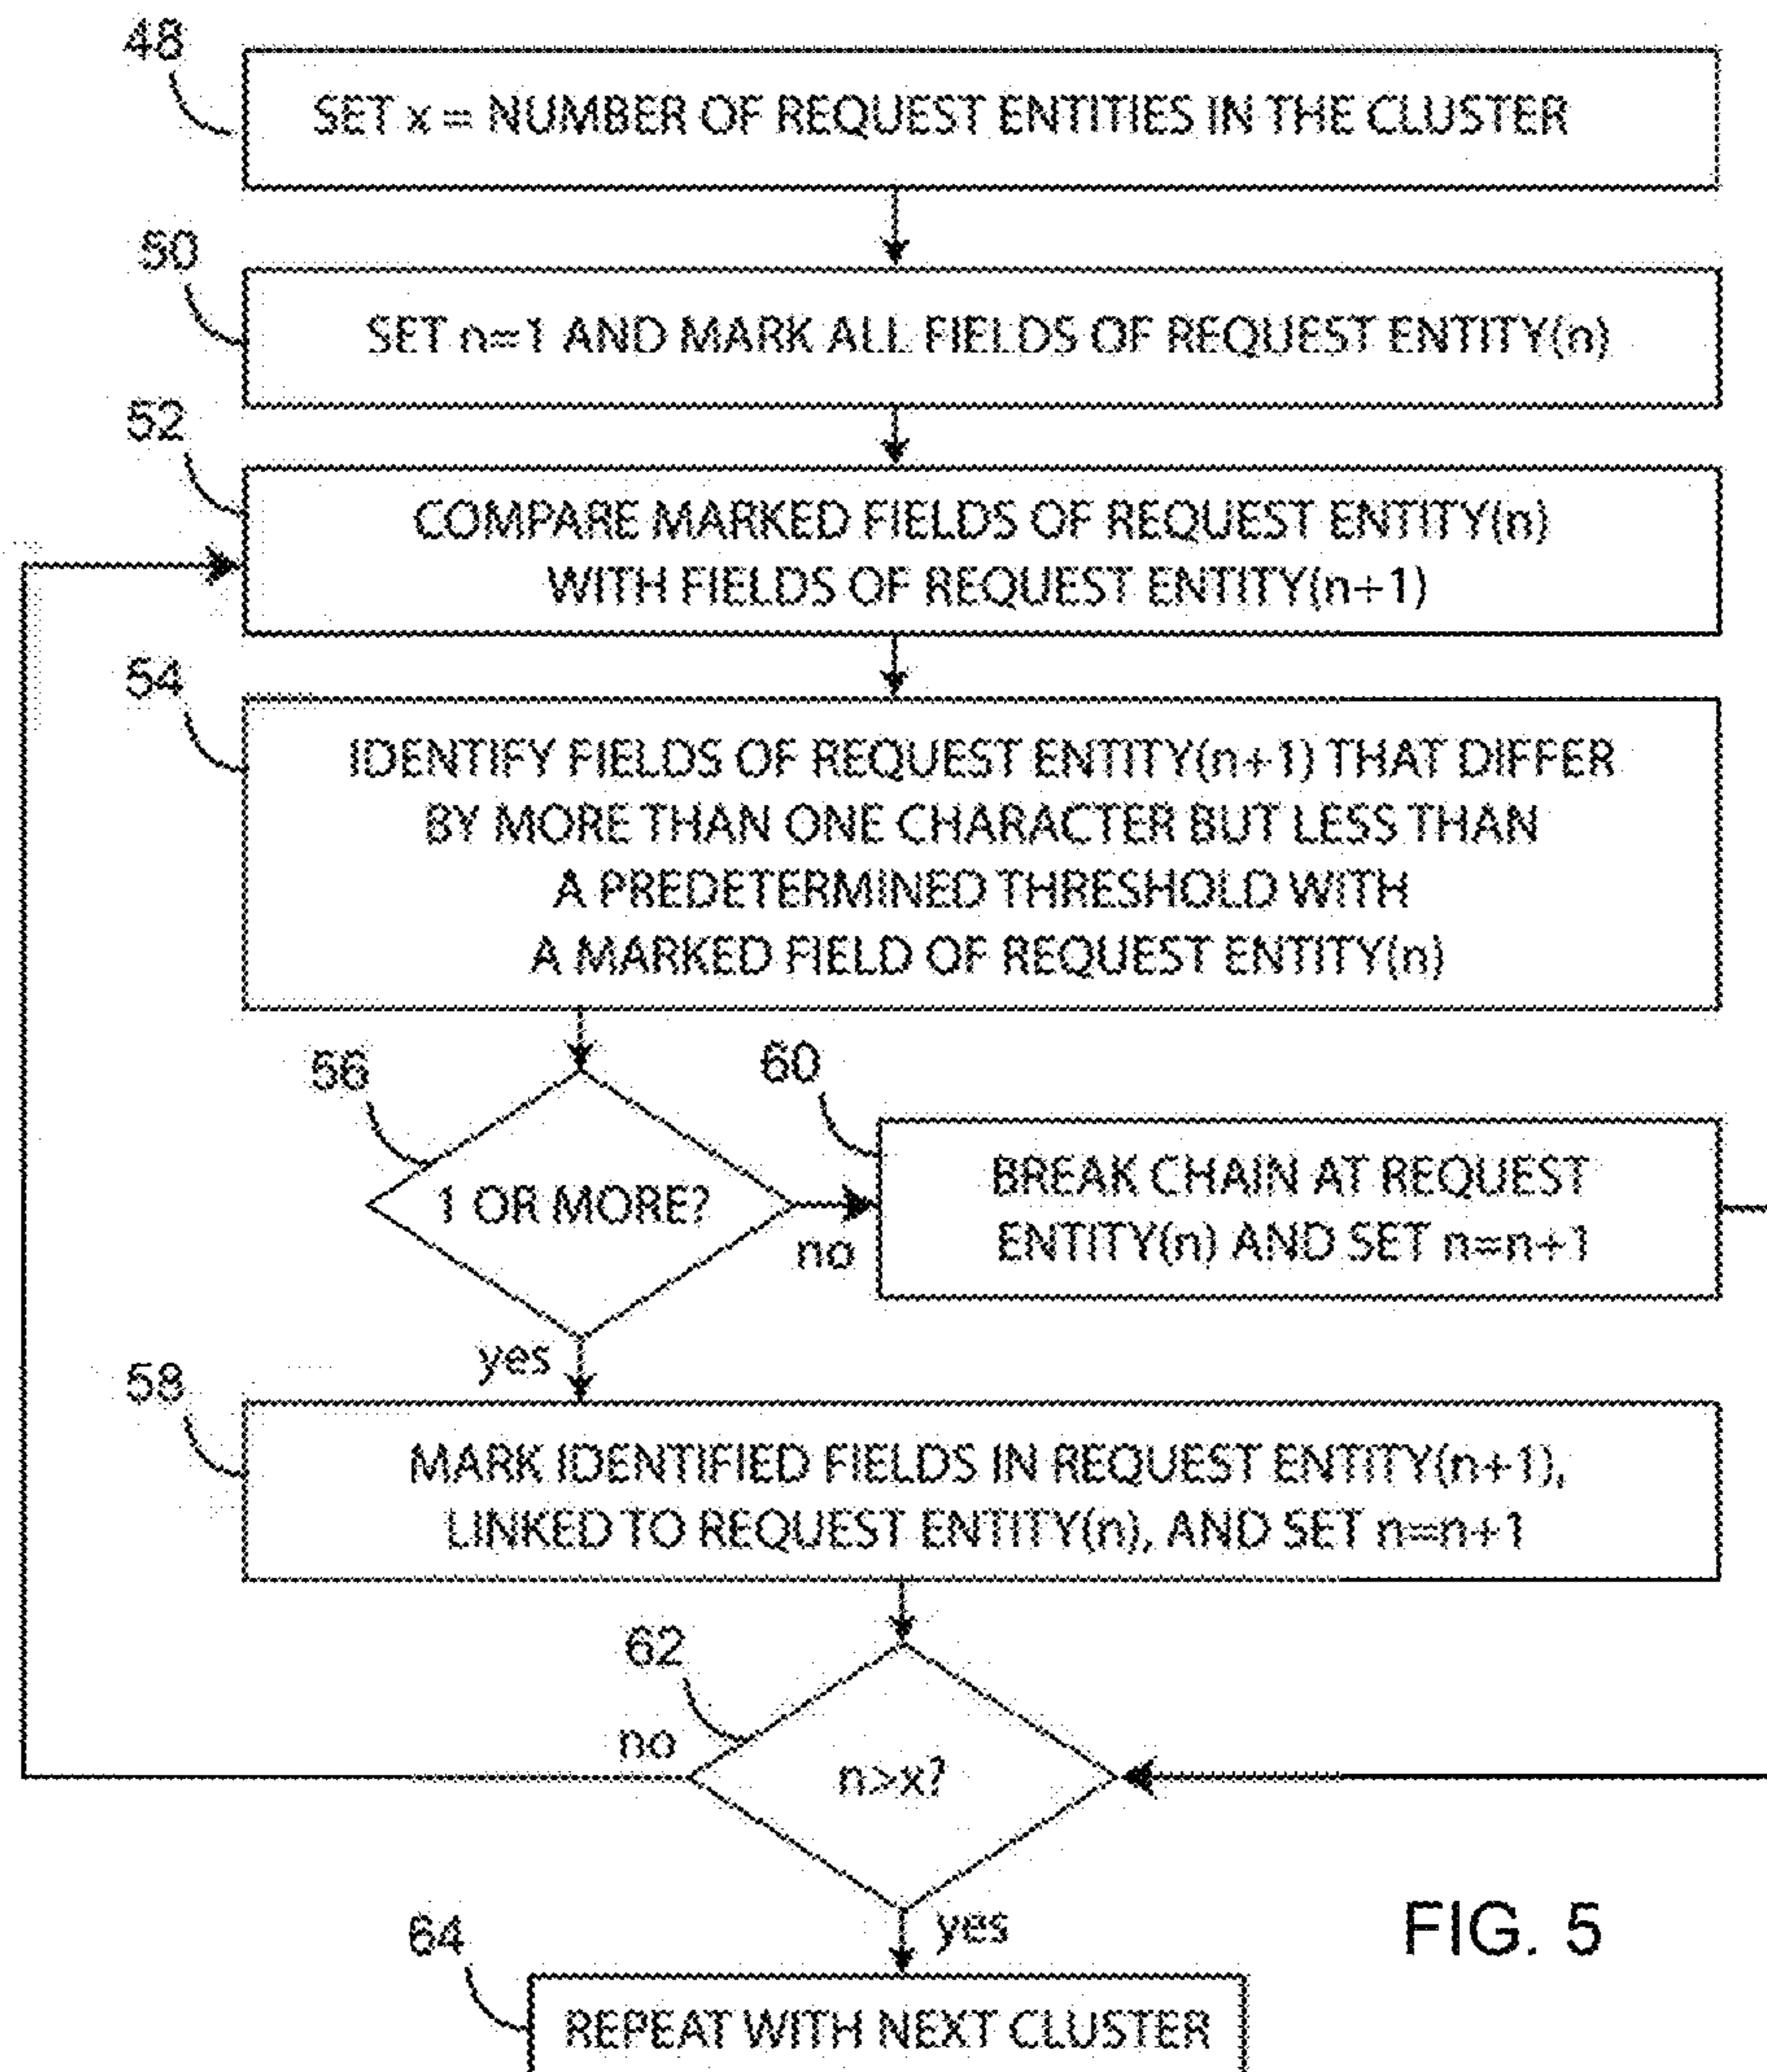 48
SET x = NUMBER OF REQUEST ENTITIES IN THE CLUSTER
50
SET n=1 AND MARK ALL FIELDS OF REQUEST ENTITY(n)
52
COMPARE MARKED FIELDS OF REQUEST ENTITY(n)
WITH FIELDS OF REQUEST ENTITY(n+1)
54
IDENTIFY FIELDS OF REQUEST ENTITY(n+1) THAT DIFFER
BY MORE THAN ONE CHARACTER BUT LESS THAN
A PREDETERMINED THRESHOLD WITH
A MARKED FIELD OF REQUEST ENTITY(n)
56
1 OR MORE?
no
60
BREAK CHAIN AT REQUEST
ENTITY(n) AND SET n=n+1
yes
58
MARK IDENTIFIED FIELDS IN REQUEST ENTITY(n+1),
LINKED TO REQUEST ENTITY(n), AND SET n=n+1
62
no
n>x?
yes
64
REPEAT WITH NEXT CLUSTER
FIG. 5